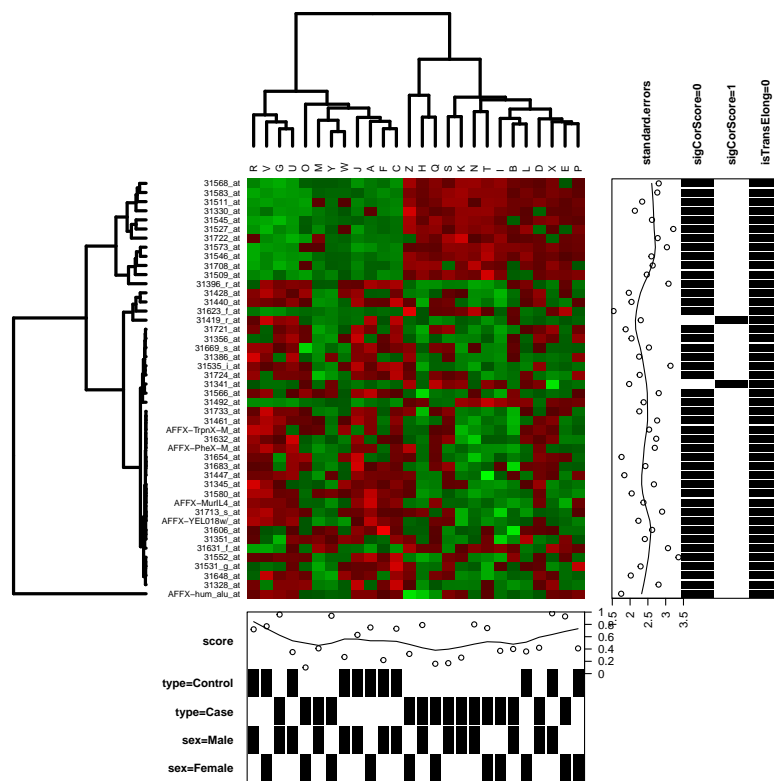 standard.errors
sigCorScore=0
sigCorScore=1
isTransElong=0
R V G U O M Y W J A F C Z H Q S K N T I B L D X E P
31568_at
31583_at
31511_at
31330_at
31545_at
31527_at
31722_at
31573_at
31546_at
31708_at
31509_at
31396_r_at
31428_at
31440_at
31623_f_at
31419_r_at
31721_at
31356_at
31669_s_at
31386_at
31535_i_at
31724_at
31341_at
31566_at
31492_at
31733_at
31461_at
AFFX−TrpnX−M_at
31632_at
AFFX−PheX−M_at
31654_at
31683_at
31447_at
31345_at
31580_at
AFFX−MurIL4_at
31713_s_at
AFFX−YEL018w/_at
31606_at
31351_at
31631_f_at
31552_at
31531_g_at
31648_at
31328_at
AFFX−hum_alu_at
1.5 2 2.5 3 3.5
score
0 0.2 0.4 0.6 0.8 1
type=Control
type=Case
sex=Male
sex=Female